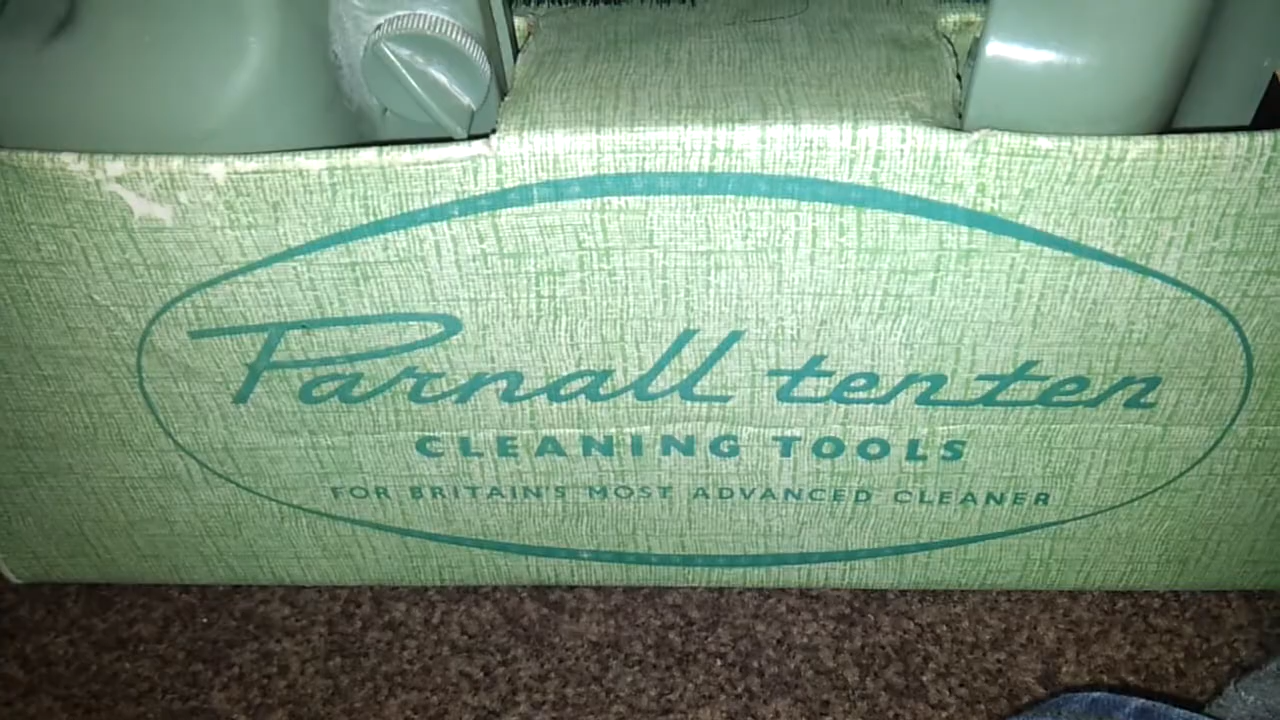 Parnall tenten
CLEANING TOOLS
FOR BRITAIN'S MOST ADVANCED CLEANER